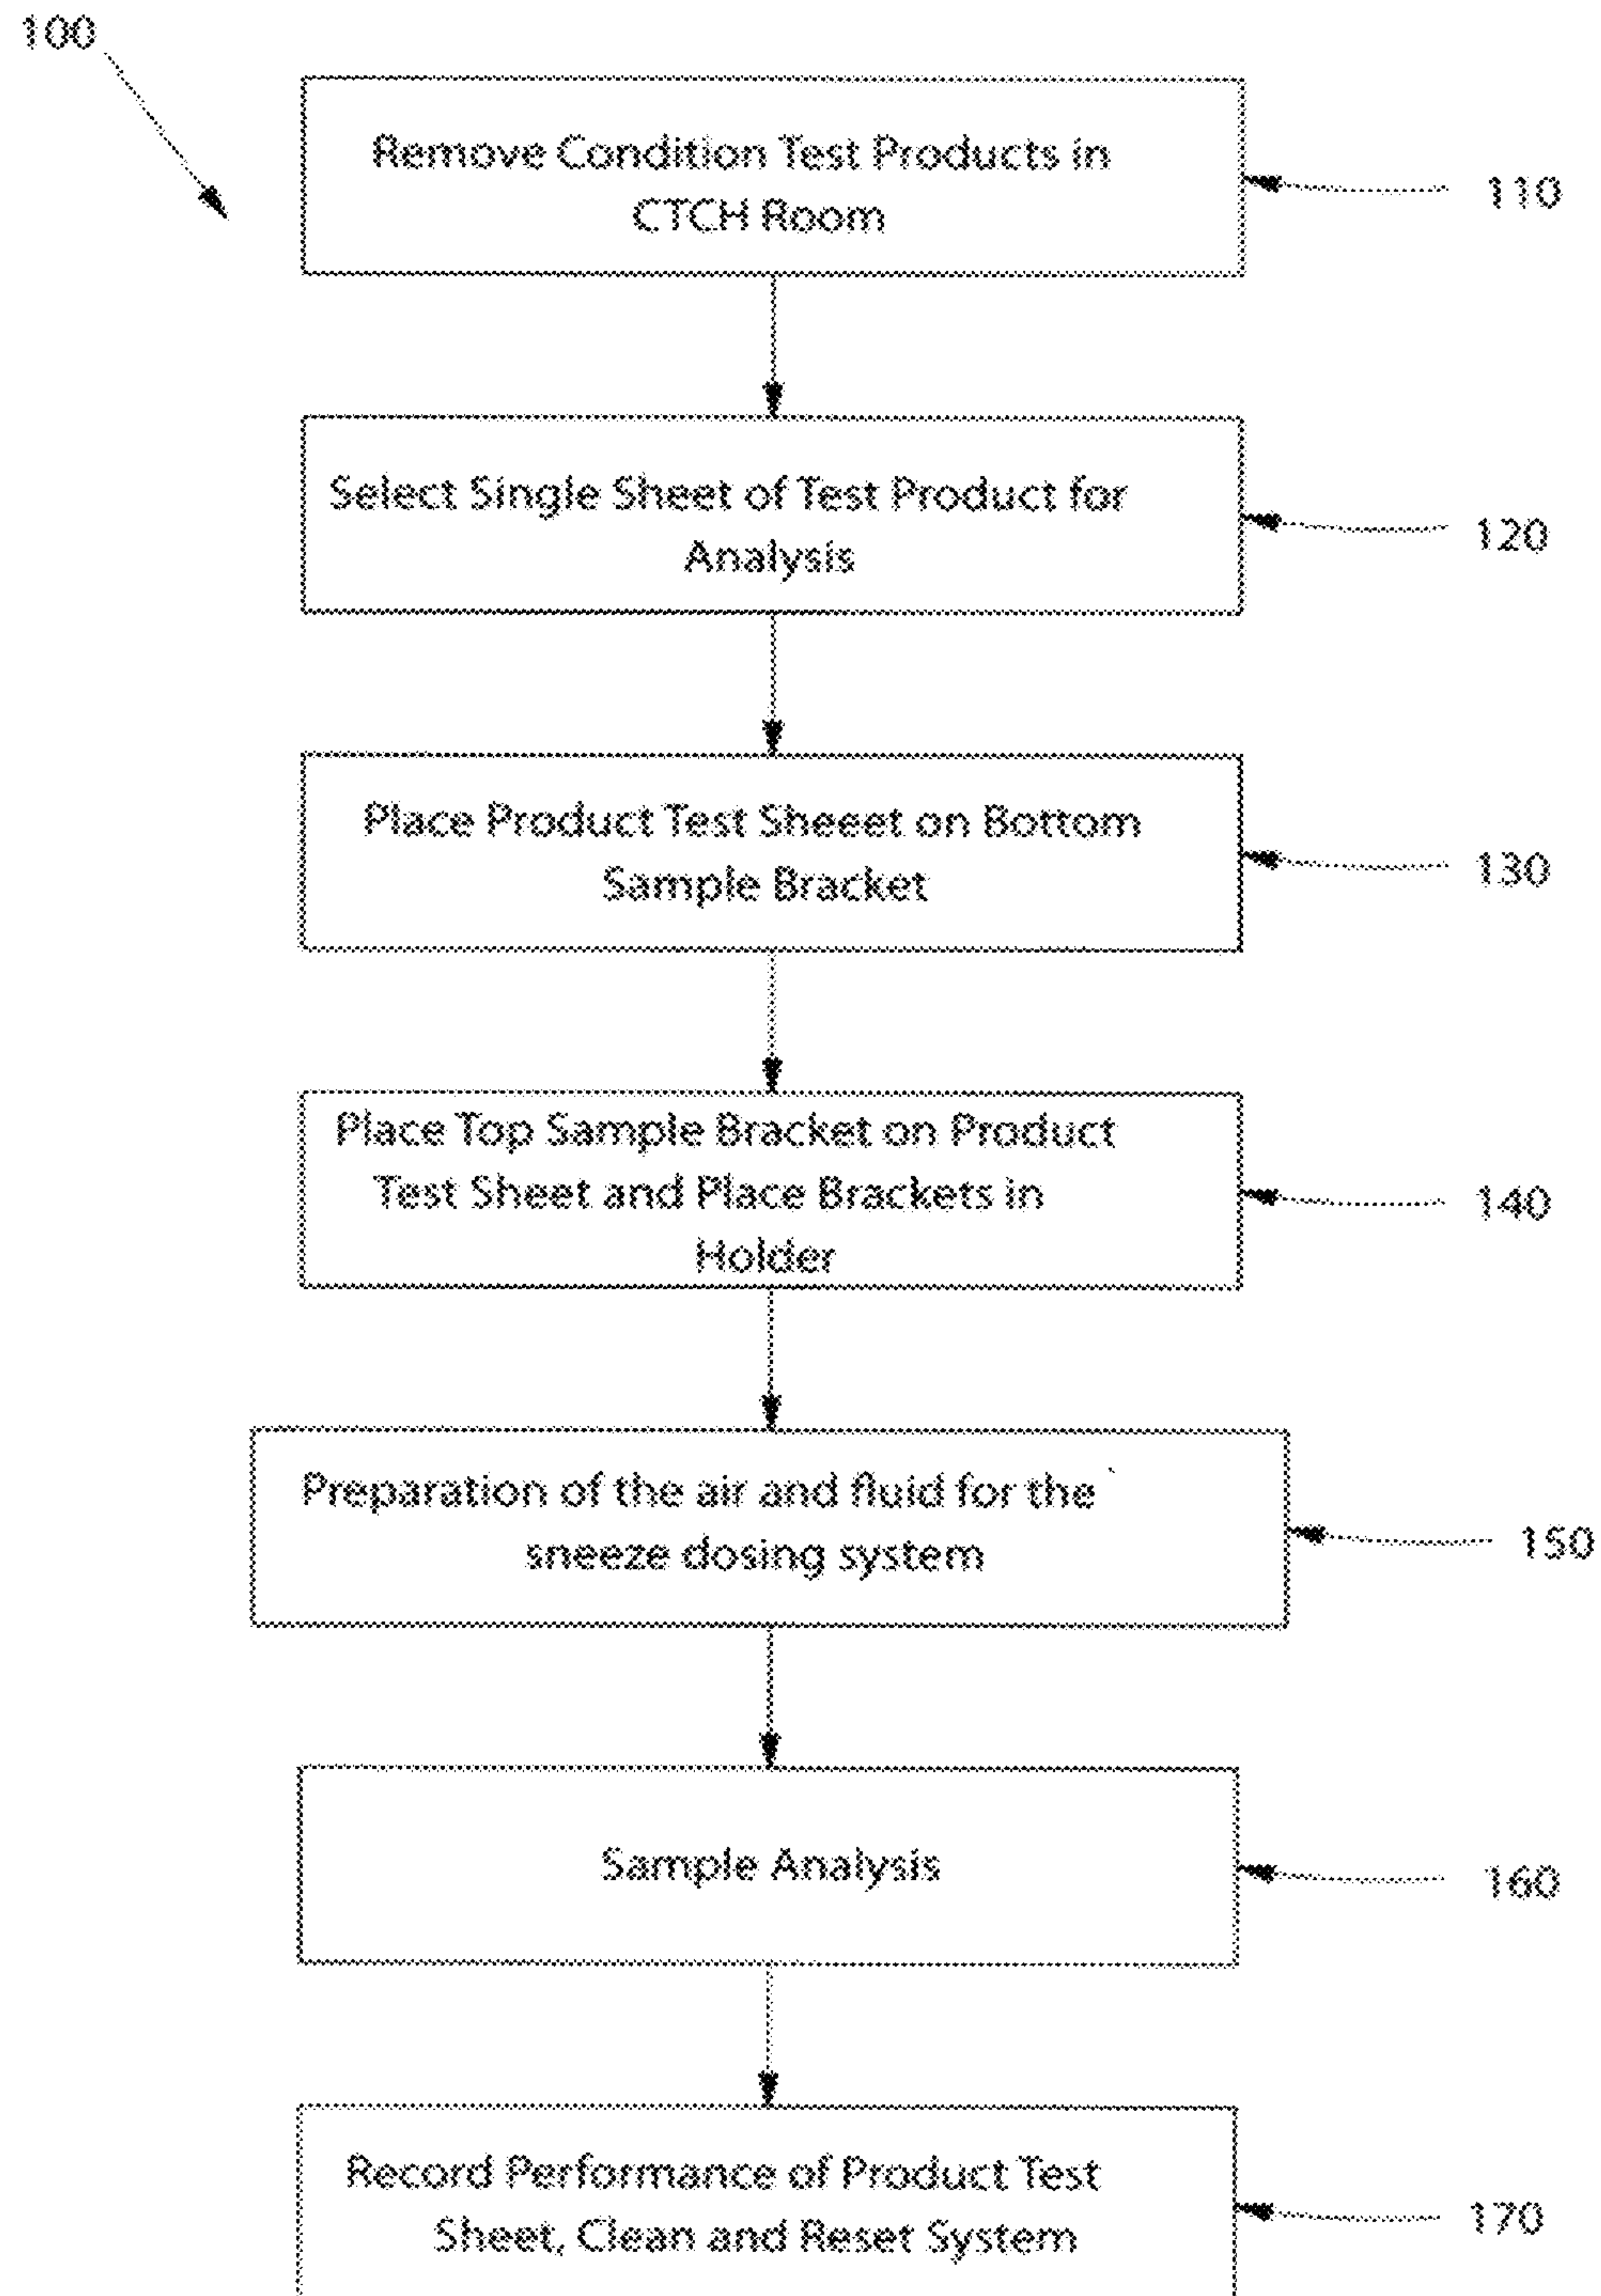 100
Remove Condition Test Products in
CTCH Room
110
Select Single Sheet of Test Product for
Analysis
120
Place Product Test Sheeet on Bottom
Sample Bracket
130
Place Top Sample Bracket on Product
Test Sheet and Place Brackets in
Holder
140
Preparation of the air and fluid for the
sneeze dosing system
150
Sample Analysis
160
Record Performance of Product Test
Sheet, Clean and Reset System
170